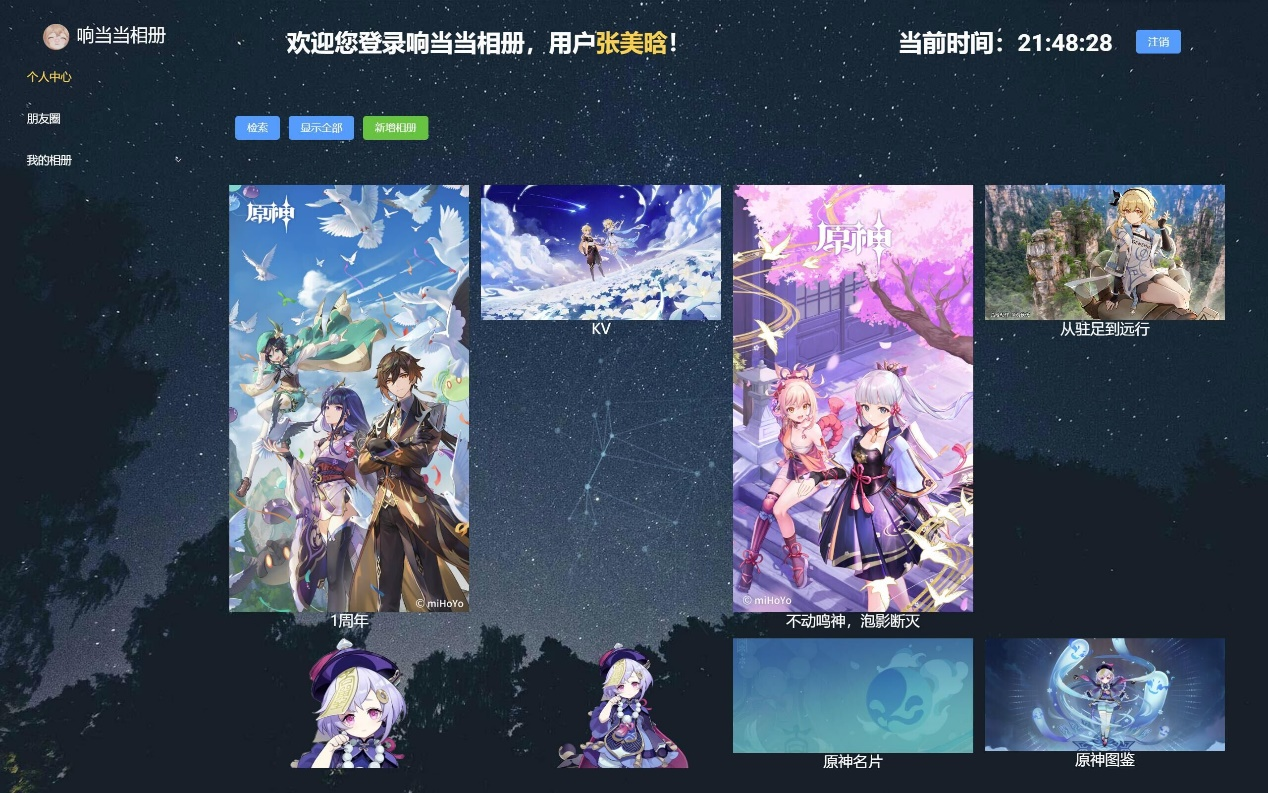 响当当相册
欢迎您登录响当当相册，用户张美晗！
当前时间：21:48:28
注销
个人中心
朋友圈
我的相册
检索
显示全部
新增相册
原神
© miHoYo
1周年
KV
原神
© miHoYo
不动鸣神，泡影断灭
从驻足到远行
原神名片
原神图鉴